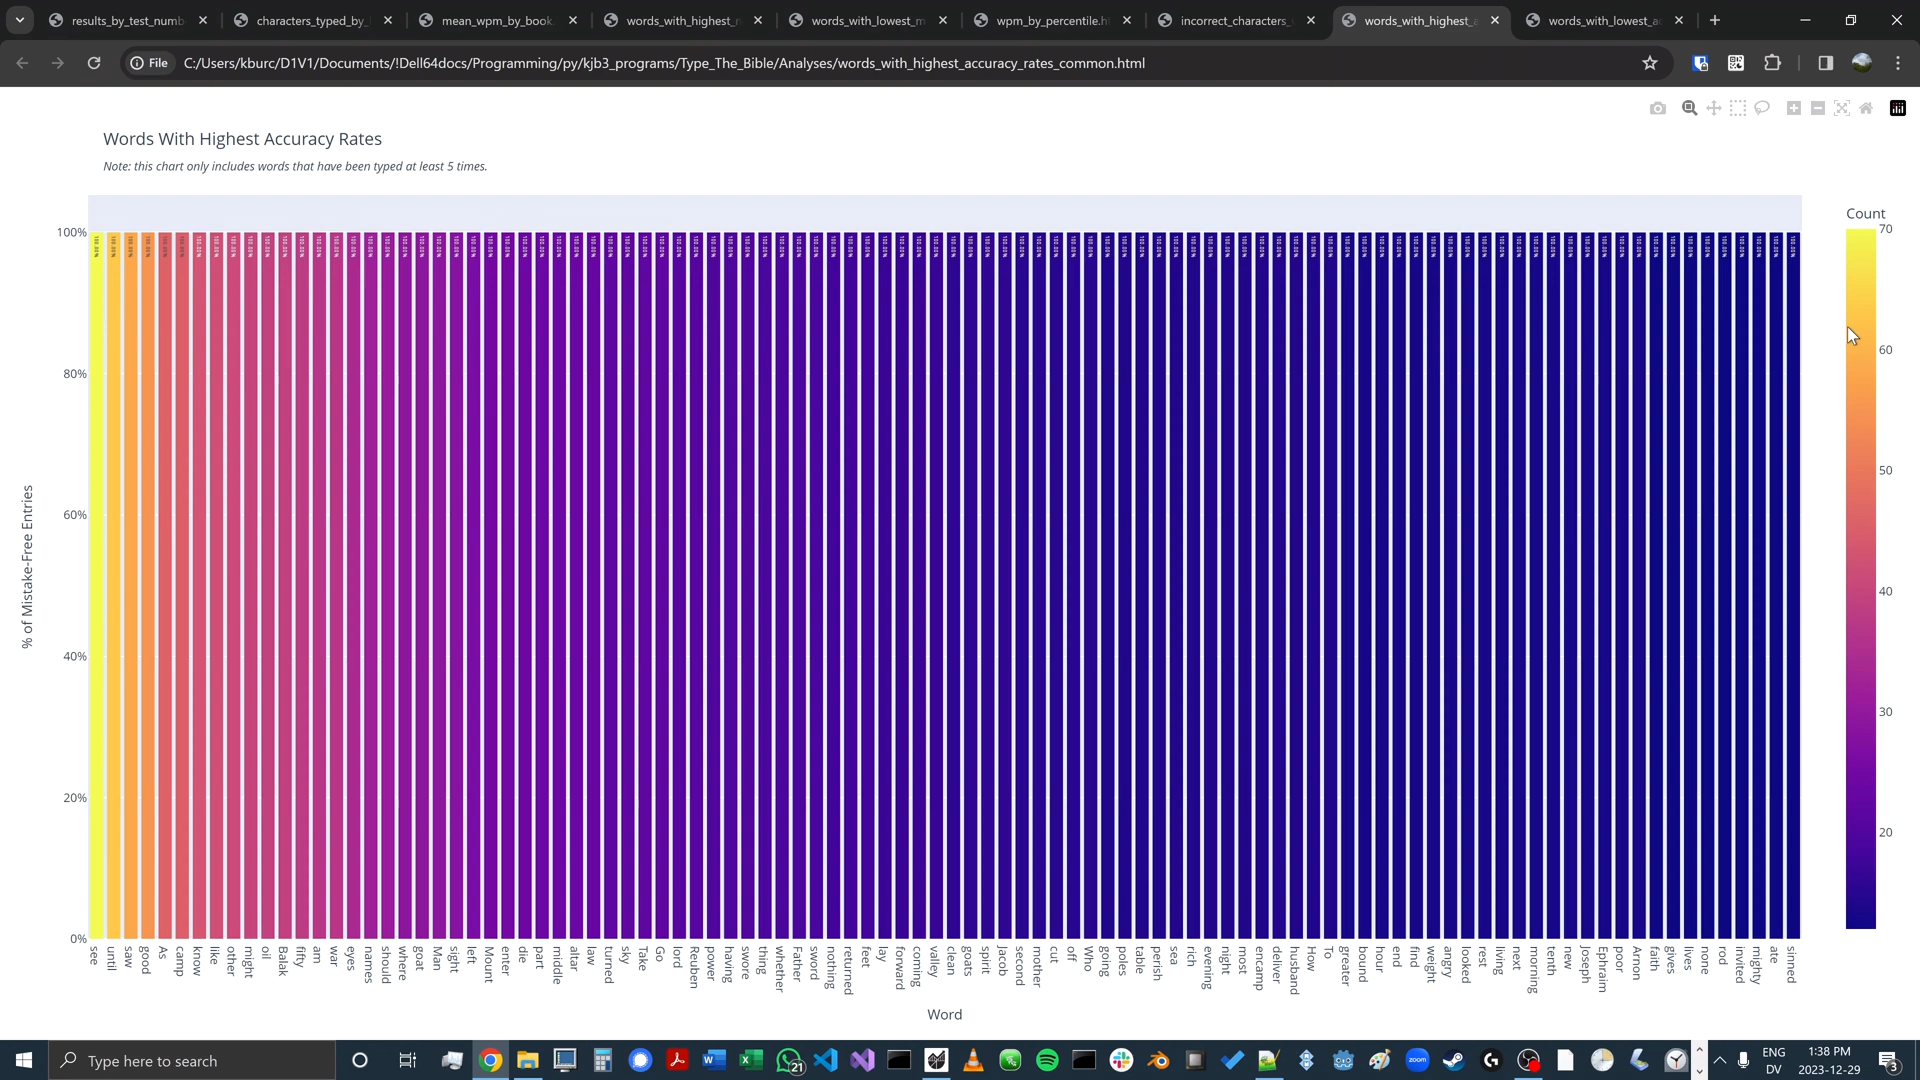 results_by_test_numb
characters_typed_by_
mean_wpm_by_book.
words_with_highest_
words_with_lowest_m
wpm_by_percentile.h
incorrect_characters_
words_with_highest_a
words_with_lowest_a
File
C:/Users/kburc/D1V1/Documents/!Dell64docs/Programming/py/kjb3_programs/Type_The_Bible/Analyses/words_with_highest_accuracy_rates_common.html
Words With Highest Accuracy Rates
Note: this chart only includes words that have been typed at least 5 times.
Count
70
60
50
40
30
20
100%
80%
60%
40%
20%
0%
% of Mistake-Free Entries
see until saw good As camp know like other might oil Balak fifty am war eyes names should where goat Man sight left Mount enter die part middle altar law turned sky Take Go lord Reuben power having swore thing whether Father sword nothing returned feet lay forward coming valley clean goats spirit Jacob second mother cut off Who going poles table perish sea rich evening night most encamp deliver husband How To greater bound hour end find weight angry looked rest living next morning tenth new Joseph Ephraim poor Arnon faith gives lives none rod invited mighty ate sinned
Word
Type here to search
21
zoom
ENG
DV
1:38 PM
2023-12-29
3